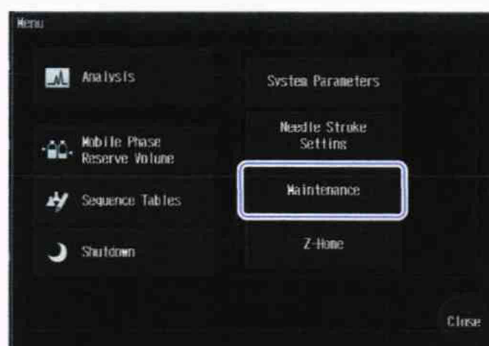 Menu
Analysis
Mobile Phase
Reserve Volume
Sequence Tables
Shutdown
System Parameters
Needle Stroke
Setting
Maintenance
Z-Home
Close